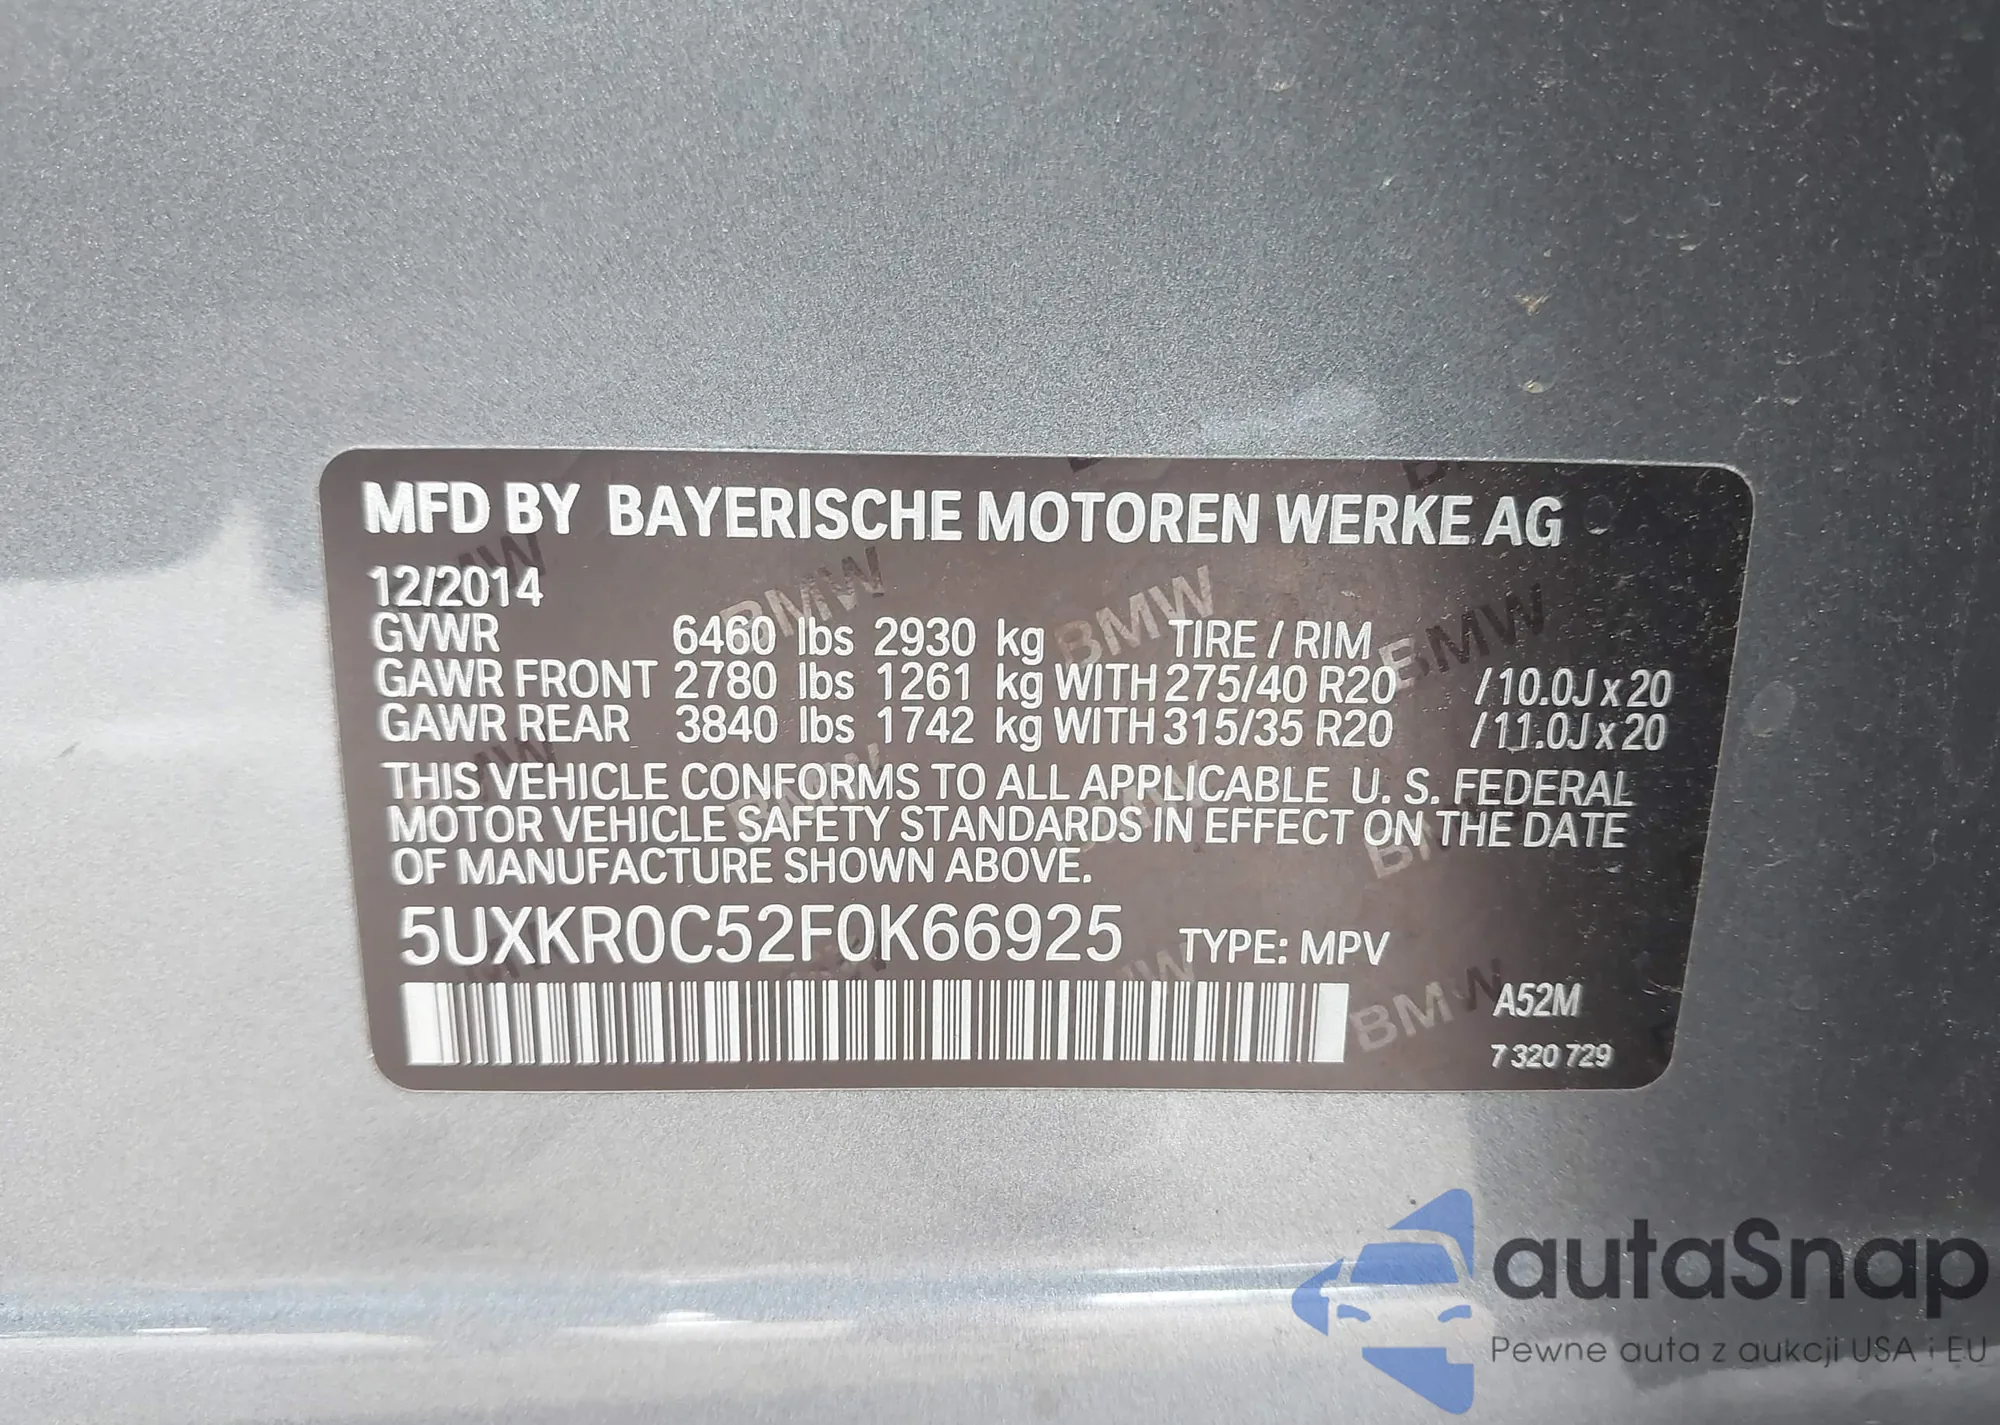 MFD BY BAYERISCHE MOTOREN WERKE AG
12/2014
GVWR 6460 lbs 2930 kg TIRE / RIM
GAWR FRONT 2780 lbs 1261 kg WITH 275/40 R20 /10.0J x 20
GAWR REAR 3840 lbs 1742 kg WITH 315/35 R20 /11.0J x 20
THIS VEHICLE CONFORMS TO ALL APPLICABLE U. S. FEDERAL
MOTOR VEHICLE SAFETY STANDARDS IN EFFECT ON THE DATE
OF MANUFACTURE SHOWN ABOVE.
5UXKR0C52F0K66925 TYPE: MPV
A52M
7 320 729
autaSnap
Pewne auta z aukcji USA i EU